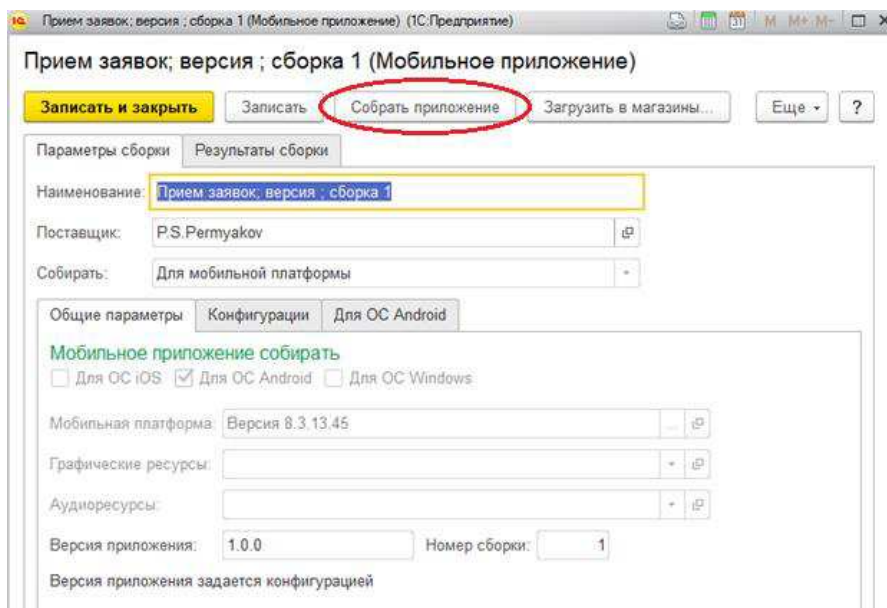 Прием заявок; версия ; сборка 1 (Мобильное приложение) (1С:Предприятие) M M+ M-
Прием заявок; версия ; сборка 1 (Мобильное приложение)
Записать и закрыть Записать Собрать приложение Загрузить в магазины... Еще ?
Параметры сборки Результаты сборки
Наименование: Прием заявок; версия ; сборка 1
Поставщик: P.S.Permyakov
Собирать: Для мобильной платформы
Общие параметры Конфигурации Для ОС Android
Мобильное приложение собирать
Для ОС iOS Для ОС Android Для ОС Windows
Мобильная платформа: Версия 8.3.13.45 ...
Графические ресурсы:
Аудиоресурсы:
Версия приложения: 1.0.0 Номер сборки: 1
Версия приложения задается конфигурацией